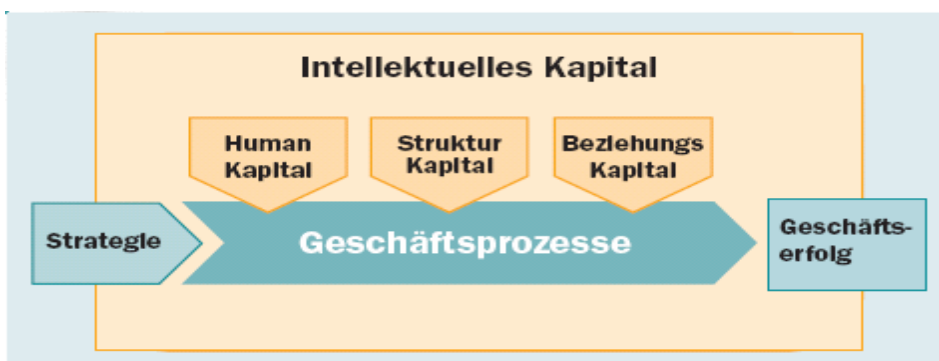 Intellektuelles Kapital
Human
Kapital
Struktur
Kapital
Beziehungs
Kapital
Strategie
Geschäftsprozesse
Geschäfts-
erfolg